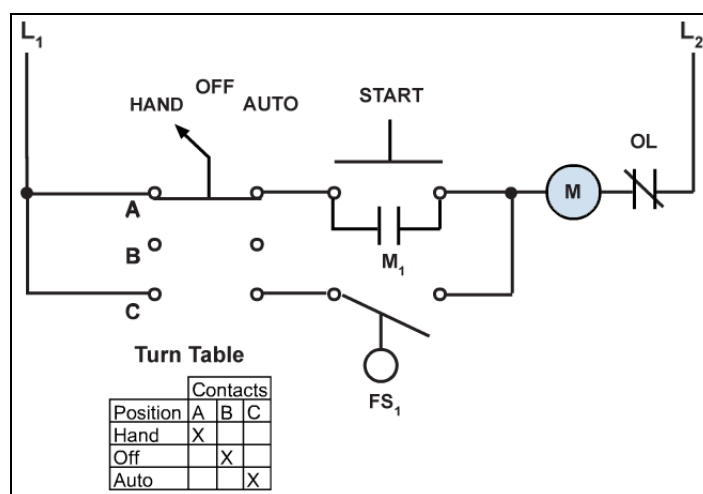 L1 L2
OFF
HAND AUTO
START
OL
A
M
B
M1
C
Turn Table
FS1
Contacts
Position A B C
Hand X
Off X
Auto X